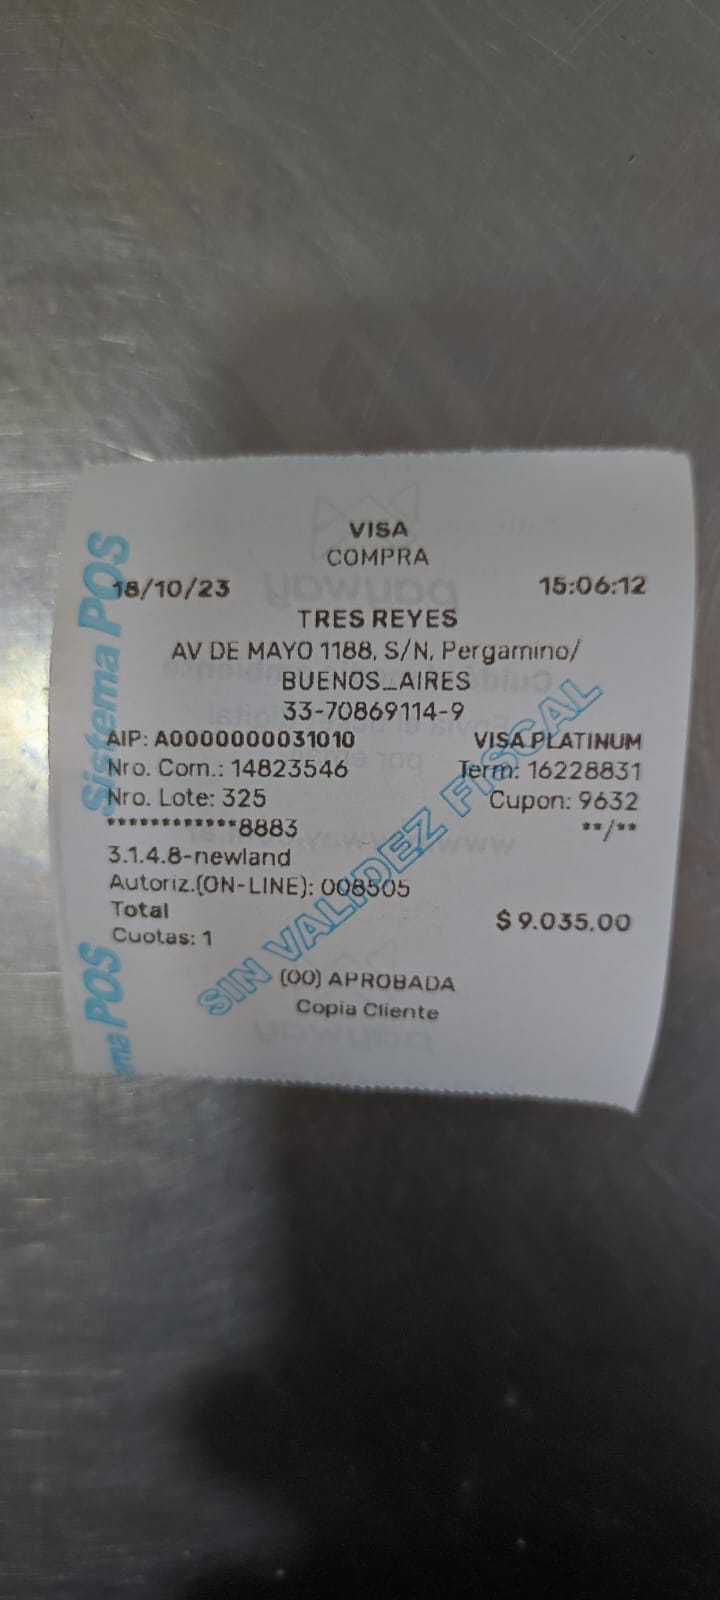 VISA
COMPRA
18/10/23 15:06:12
TRES REYES
AV DE MAYO 1188, S/N, Pergamino/
BUENOS_AIRES
33-70869114-9
AIP: A0000000031010 VISA PLATINUM
Nro. Com.: 14823546 Term: 16228831
Nro. Lote: 325 Cupon: 9632
************8883 **/**
3.1.4.8-newland
Autoriz.(ON-LINE): 008505
Total $ 9.035,00
Cuotas: 1
(00) APROBADA
Copia Cliente
SIN VALIDEZ FISCAL
Sistema POS
ema POS
payway